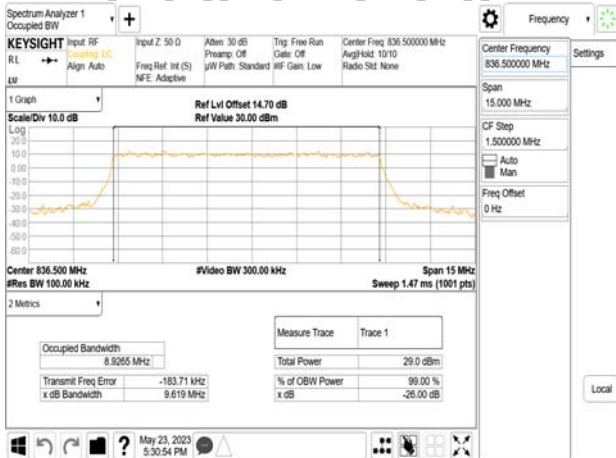 Spectrum Analyzer 1
Occupied BW
Frequency
KEYSIGHT
RL
Input: RF
Coupling: DC
Align: Auto
Input Z: 50 Ω
Freq Ref: Int (S)
NFE: Adaptive
Atten: 30 dB
Preamp: Off
µW Path: Standard
Trig: Free Run
Gate: Off
#IF Gain: Low
Center Freq: 836.500000 MHz
Avg|Hold: 10/10
Radio Std: None
Center Frequency
836.500000 MHz
Settings
Span
15.000 MHz
CF Step
1.500000 MHz
Auto
Man
Freq Offset
0 Hz
Local
1 Graph
Scale/Div 10.0 dB
Ref Lvl Offset 14.70 dB
Ref Value 30.00 dBm
Log
20.0
10.0
0.00
-10.0
-20.0
-30.0
-40.0
-50.0
-60.0
Center 836.500 MHz
#Res BW 100.00 kHz
#Video BW 300.00 kHz
Span 15 MHz
Sweep 1.47 ms (1001 pts)
2 Metrics
Measure Trace
Trace 1
Occupied Bandwidth
8.9265 MHz
Total Power
29.0 dBm
Transmit Freq Error
-183.71 kHz
% of OBW Power
99.00 %
x dB Bandwidth
9.619 MHz
x dB
-26.00 dB
?
May 23, 2023
5:30:54 PM